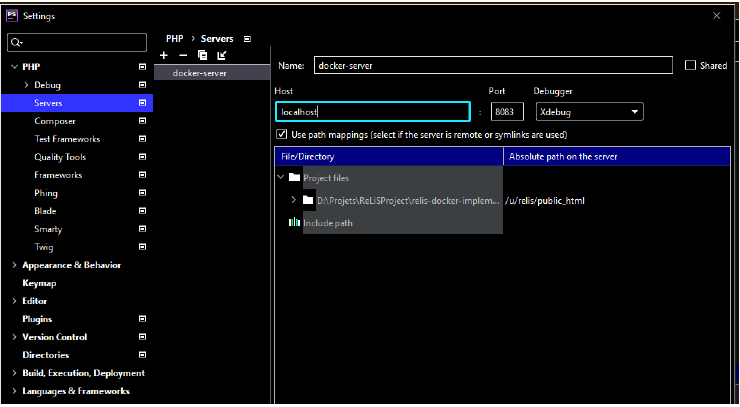 PS Settings
PHP > Servers
PHP
Debug
Servers
Composer
Test Frameworks
Quality Tools
Frameworks
Phing
Blade
Smarty
Twig
Appearance & Behavior
Keymap
Editor
Plugins
Version Control
Directories
Build, Execution, Deployment
Languages & Frameworks
docker-server
Name: docker-server Shared
Host Port Debugger
localhost : 8083 Xdebug
Use path mappings (select if the server is remote or symlinks are used)
File/Directory Absolute path on the server
Project files
D:\Projets\ReLiSProject\relis-docker-implem... /u/relis/public_html
Include path